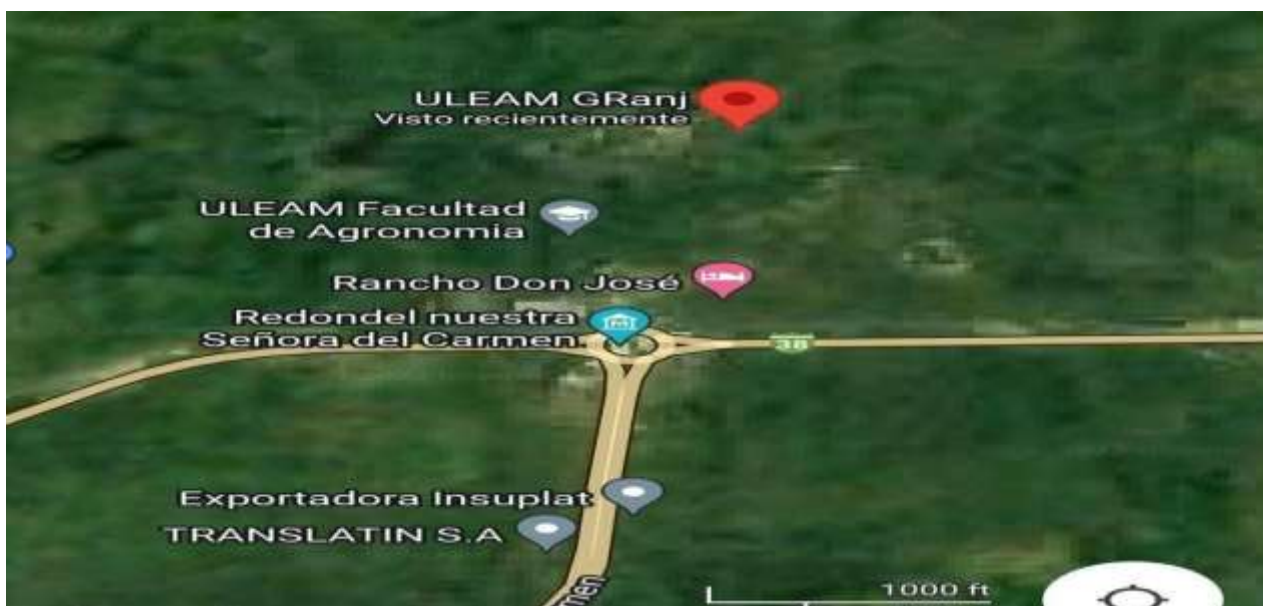 ULEAM GRanj
Visto recientemente
ULEAM Facultad
de Agronomia
Rancho Don José
Redondel nuestra
Señora del Carmen
38
Exportadora Insuplat
TRANSLATIN S.A
1000 ft